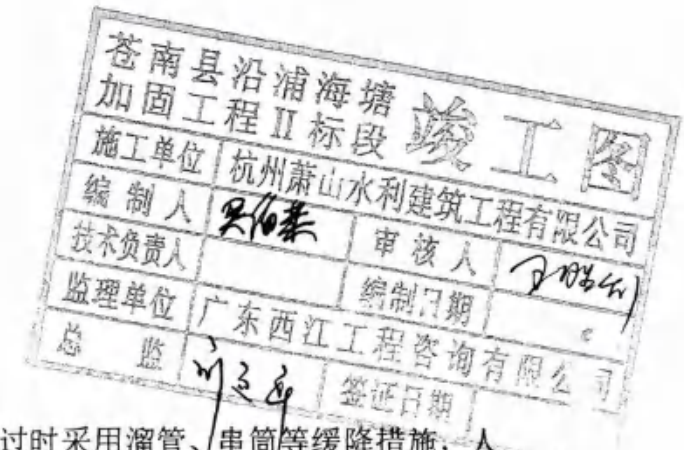 苍南县沿浦海塘
加固工程II标段 竣工图
施工单位 杭州萧山水利建筑工程有限公司
编制人 审核人
技术负责人 编制日期
监理单位 广东西江工程咨询有限公司
总监 签证日期
过时采用溜管、串筒等缓降措施，人